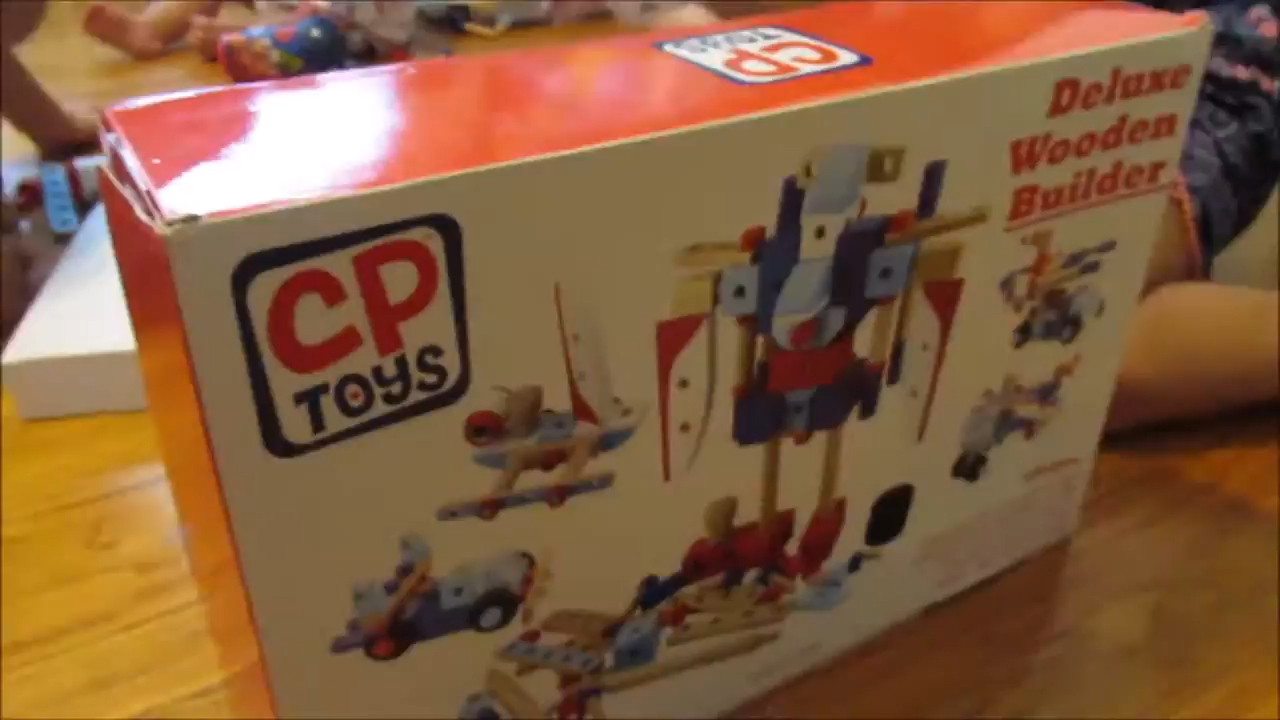 CP
TOYS
CP
TOYS
Deluxe
Wooden
Builder